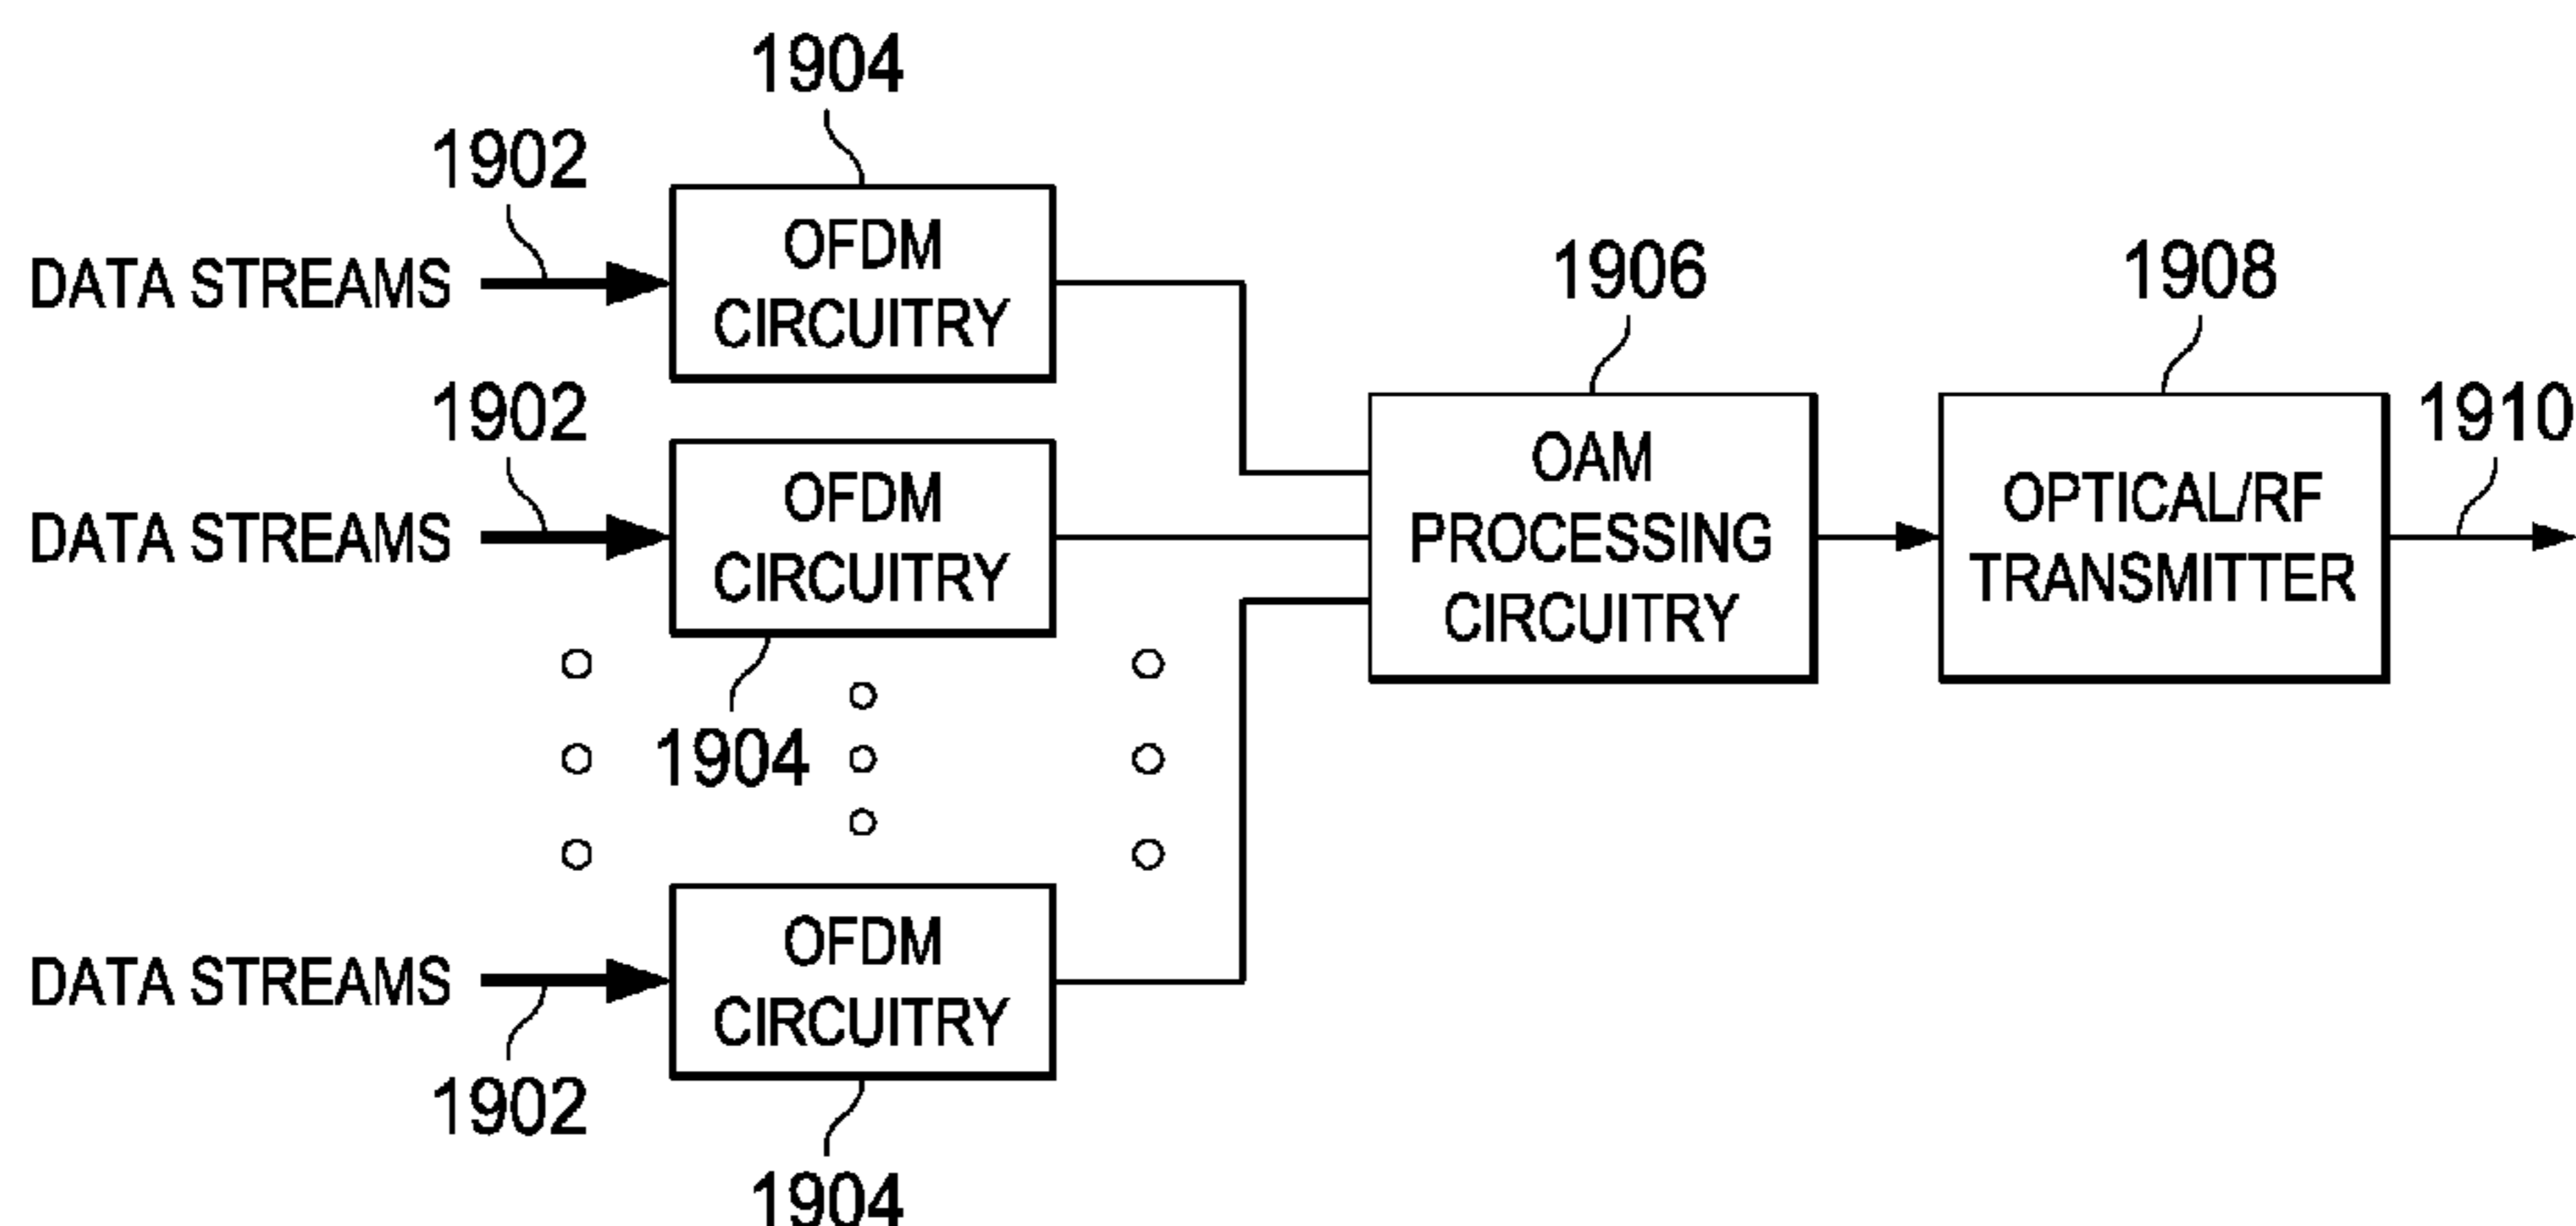 1904
1902
DATA STREAMS
OFDM
CIRCUITRY
1902
DATA STREAMS
OFDM
CIRCUITRY
1904
DATA STREAMS
OFDM
CIRCUITRY
1902
1904
1906
OAM
PROCESSING
CIRCUITRY
1908
OPTICAL/RF
TRANSMITTER
1910